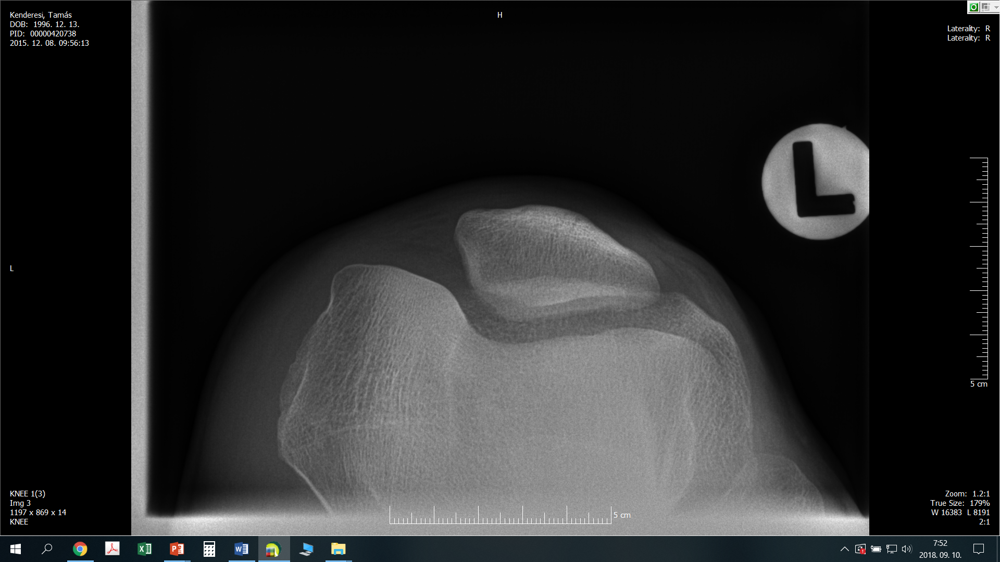 Kenderesi, Tamás
DOB: 1996. 12. 13.
PID: 00000420738
2015. 12. 08. 09:56:13
H
Laterality: R
Laterality: R
L
L
5 cm
KNEE 1(3)
Img 3
1197 x 869 x 14
KNEE
5 cm
Zoom: 1.2:1
True Size: 179%
W 16383 L 8191
2:1
7:52
2018. 09. 10.